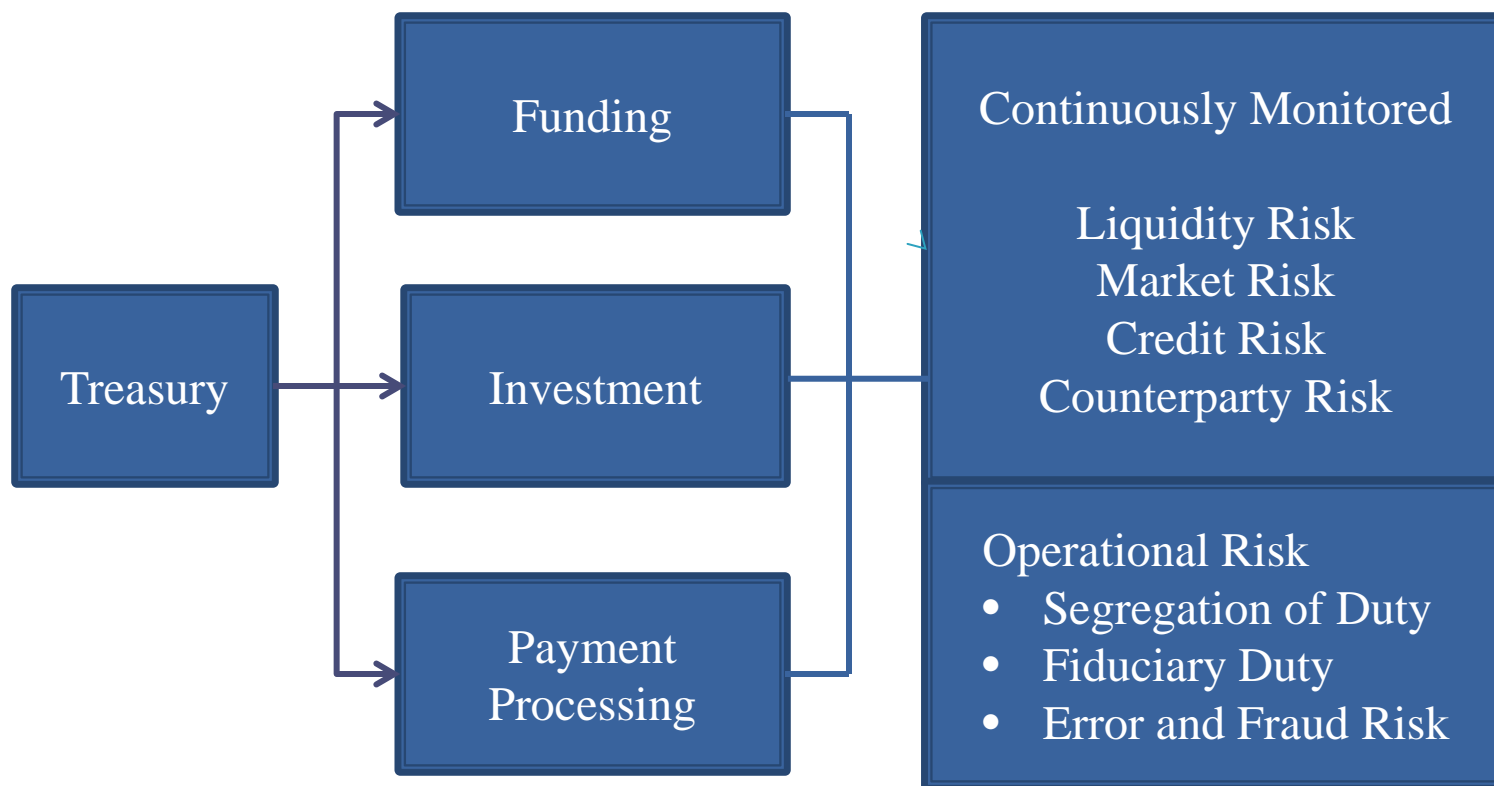 Treasury
Funding
Investment
Payment
Processing
Continuously Monitored
Liquidity Risk
Market Risk
Credit Risk
Counterparty Risk
Operational Risk
• Segregation of Duty
• Fiduciary Duty
• Error and Fraud Risk